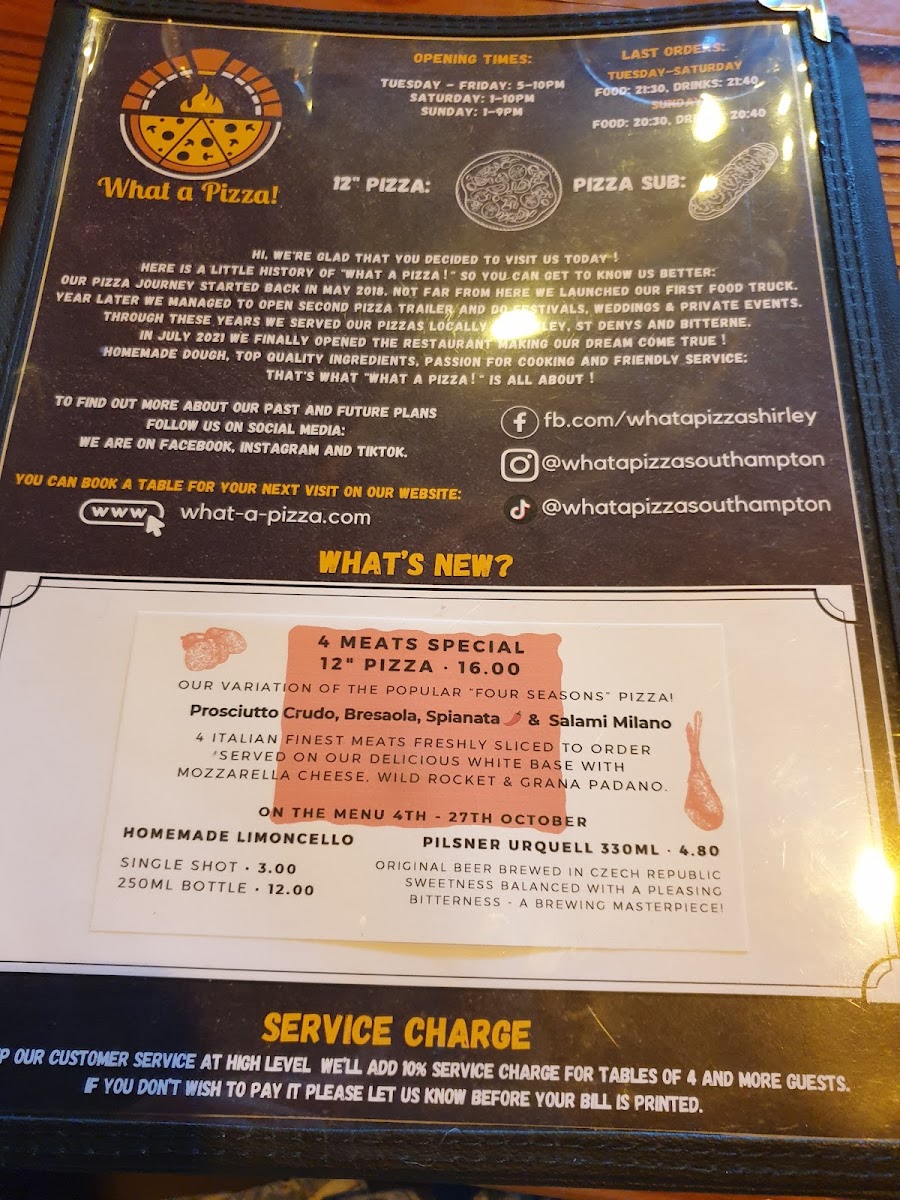 What a Pizza!
OPENING TIMES:
TUESDAY - FRIDAY: 5-10PM
SATURDAY: 1-10PM
SUNDAY: 1-9PM
LAST ORDERS:
TUESDAY-SATURDAY
FOOD: 21:30, DRINKS: 21:40
SUNDAY
FOOD: 20:30, 20:40
12" PIZZA:
PIZZA SUB:
HI, WE'RE GLAD THAT YOU DECIDED TO VISIT US TODAY !
HERE IS A LITTLE HISTORY OF "WHAT A PIZZA!" SO YOU CAN GET TO KNOW US BETTER:
OUR PIZZA JOURNEY STARTED BACK IN MAY 2018. NOT FAR FROM HERE WE LAUNCHED OUR FIRST FOOD TRUCK.
YEAR LATER WE MANAGED TO OPEN SECOND PIZZA TRAILER AND DO FESTIVALS, WEDDINGS & PRIVATE EVENTS.
THROUGH THESE YEARS WE SERVED OUR PIZZAS LOCALLY ST DENYS AND BITTERNE.
IN JULY 2021 WE FINALLY OPENED THE RESTAURANT MAKING OUR DREAM COME TRUE !
HOMEMADE DOUGH, TOP QUALITY INGREDIENTS, PASSION FOR COOKING AND FRIENDLY SERVICE:
THAT'S WHAT "WHAT A PIZZA!" IS ALL ABOUT !
TO FIND OUT MORE ABOUT OUR PAST AND FUTURE PLANS
FOLLOW US ON SOCIAL MEDIA:
WE ARE ON FACEBOOK, INSTAGRAM AND TIKTOK.
fb.com/whatapizzashirley
@whatapizzasouthampton
@whatapizzasouthampton
YOU CAN BOOK A TABLE FOR YOUR NEXT VISIT ON OUR WEBSITE:
www what-a-pizza.com
WHAT'S NEW?
4 MEATS SPECIAL
12" PIZZA · 16.00
OUR VARIATION OF THE POPULAR "FOUR SEASONS" PIZZA!
Prosciutto Crudo, Bresaola, Spianata 🌶 & Salami Milano
4 ITALIAN FINEST MEATS FRESHLY SLICED TO ORDER
*SERVED ON OUR DELICIOUS WHITE BASE WITH
MOZZARELLA CHEESE, WILD ROCKET & GRANA PADANO.
ON THE MENU 4TH - 27TH OCTOBER
HOMEMADE LIMONCELLO
SINGLE SHOT · 3.00
250ML BOTTLE · 12.00
PILSNER URQUELL 330ML · 4.80
ORIGINAL BEER BREWED IN CZECH REPUBLIC
SWEETNESS BALANCED WITH A PLEASING
BITTERNESS - A BREWING MASTERPIECE!
SERVICE CHARGE
OUR CUSTOMER SERVICE AT HIGH LEVEL WE'LL ADD 10% SERVICE CHARGE FOR TABLES OF 4 AND MORE GUESTS.
IF YOU DON'T WISH TO PAY IT PLEASE LET US KNOW BEFORE YOUR BILL IS PRINTED.